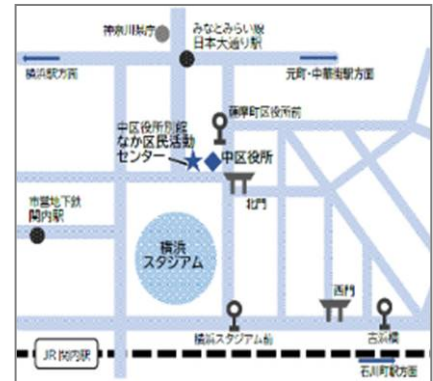 神奈川県庁
みなとみらい線
日本大通り駅
横浜駅方面
元町・中華街駅方面
薩摩町区役所前
中区役所別館
なか区民活動
センター
中区役所
北門
市営地下鉄
関内駅
横浜
スタジアム
西門
横浜スタジアム前
吉浜橋
JR関内駅
石川町駅方面